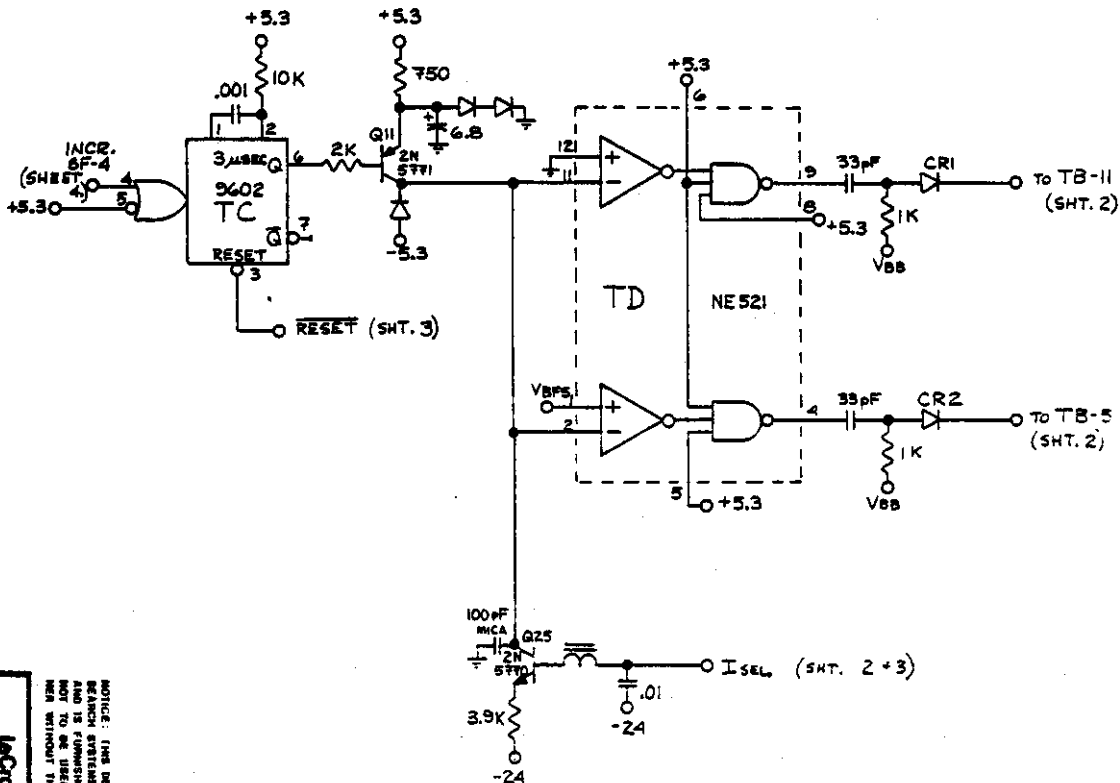 +5.3
+5.3
10K
750
.001
1
2
6.8
Q11
2N
5771
3μSEC Q
6
2K
INCR.
8F-4
(SHEET
4)
4
+5.3
5
9602
TC
Q̅
7
RESET
3
-5.3
R̅E̅S̅E̅T̅ (SHT. 3)
+5.3
6
12
+
11
-
9
33pF
CR1
TO TB-11
(SHT. 2)
8
+5.3
1K
VBB
TD
NE521
VBFS
1
+
2
-
4
33pF
CR2
TO TB-5
(SHT. 2)
1K
VBB
5
+5.3
100pF
MICA
Q25
2N
5770
ISEL (SHT. 2+3)
.01
-24
3.9K
-24